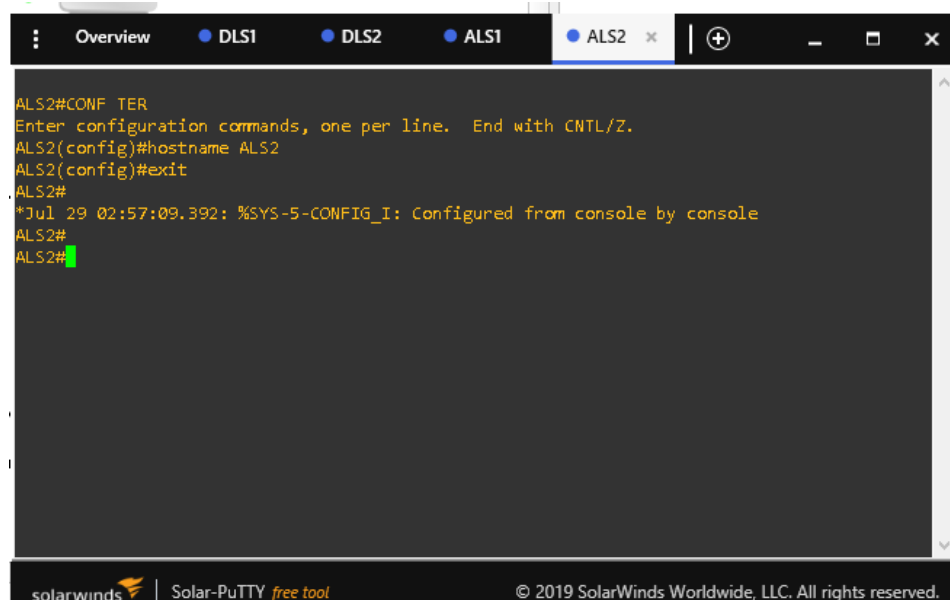 Overview DLS1 DLS2 ALS1 ALS2
ALS2#CONF TER
Enter configuration commands, one per line.  End with CNTL/Z.
ALS2(config)#hostname ALS2
ALS2(config)#exit
ALS2#
*Jul 29 02:57:09.392: %SYS-5-CONFIG_I: Configured from console by console
ALS2#
ALS2#
solarwinds Solar-PuTTY free tool © 2019 SolarWinds Worldwide, LLC. All rights reserved.